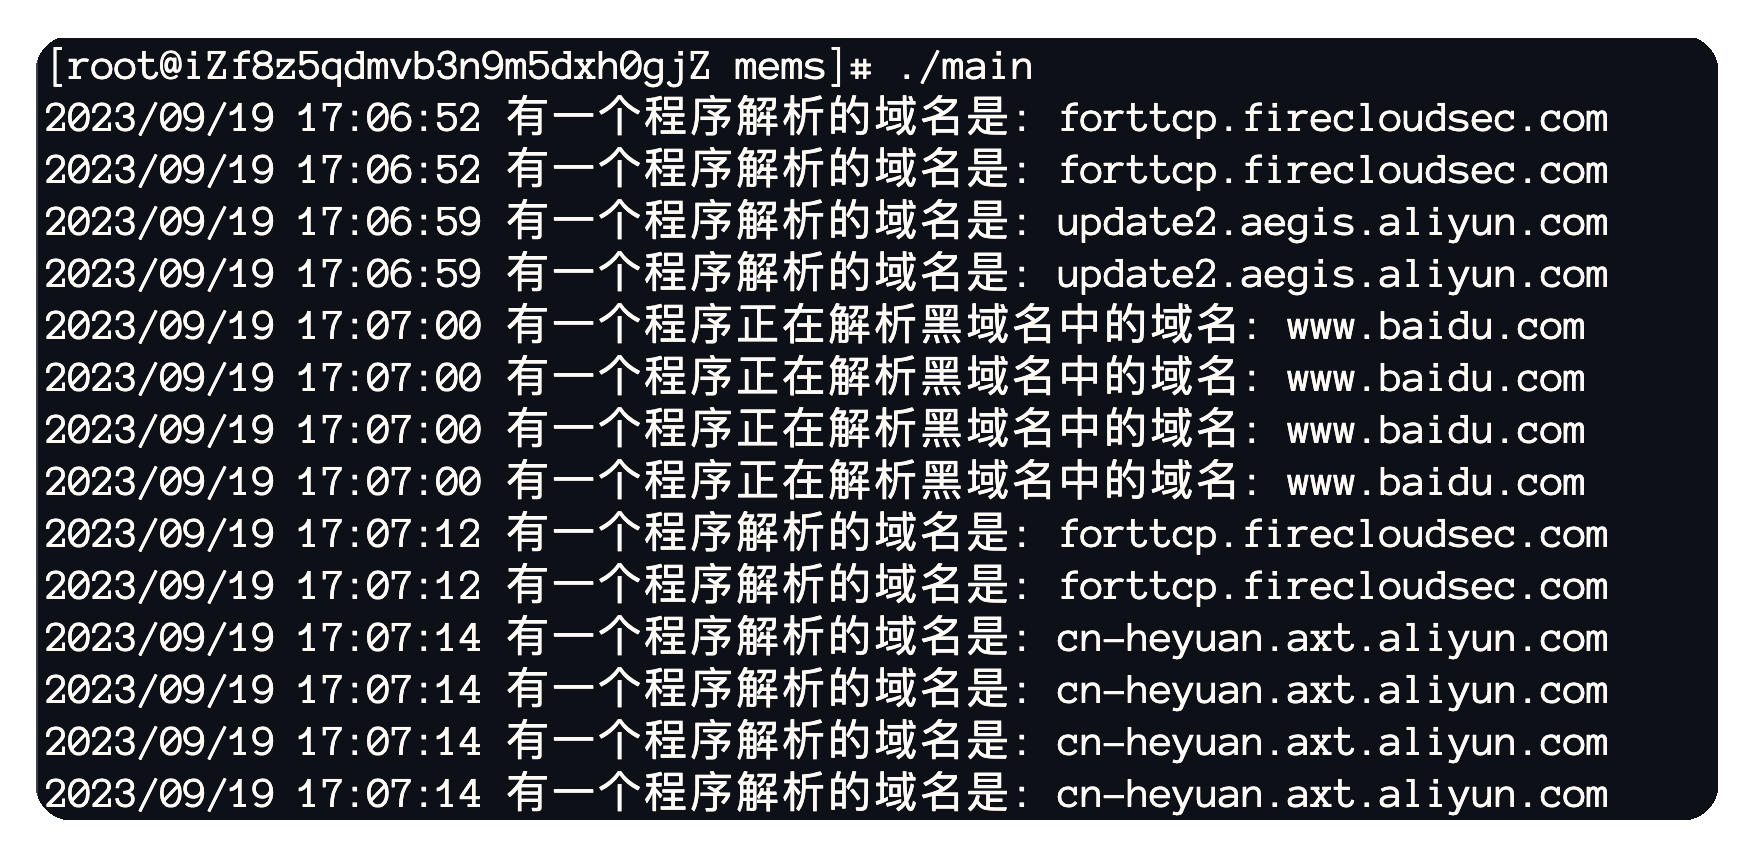 [root@iZf8z5qdmvb3n9m5dxh0gjZ mems]# ./main
2023/09/19 17:06:52 有一个程序解析的域名是: forttcp.firecloudsec.com
2023/09/19 17:06:52 有一个程序解析的域名是: forttcp.firecloudsec.com
2023/09/19 17:06:59 有一个程序解析的域名是: update2.aegis.aliyun.com
2023/09/19 17:06:59 有一个程序解析的域名是: update2.aegis.aliyun.com
2023/09/19 17:07:00 有一个程序正在解析黑域名中的域名: www.baidu.com
2023/09/19 17:07:00 有一个程序正在解析黑域名中的域名: www.baidu.com
2023/09/19 17:07:00 有一个程序正在解析黑域名中的域名: www.baidu.com
2023/09/19 17:07:00 有一个程序正在解析黑域名中的域名: www.baidu.com
2023/09/19 17:07:12 有一个程序解析的域名是: forttcp.firecloudsec.com
2023/09/19 17:07:12 有一个程序解析的域名是: forttcp.firecloudsec.com
2023/09/19 17:07:14 有一个程序解析的域名是: cn-heyuan.axt.aliyun.com
2023/09/19 17:07:14 有一个程序解析的域名是: cn-heyuan.axt.aliyun.com
2023/09/19 17:07:14 有一个程序解析的域名是: cn-heyuan.axt.aliyun.com
2023/09/19 17:07:14 有一个程序解析的域名是: cn-heyuan.axt.aliyun.com